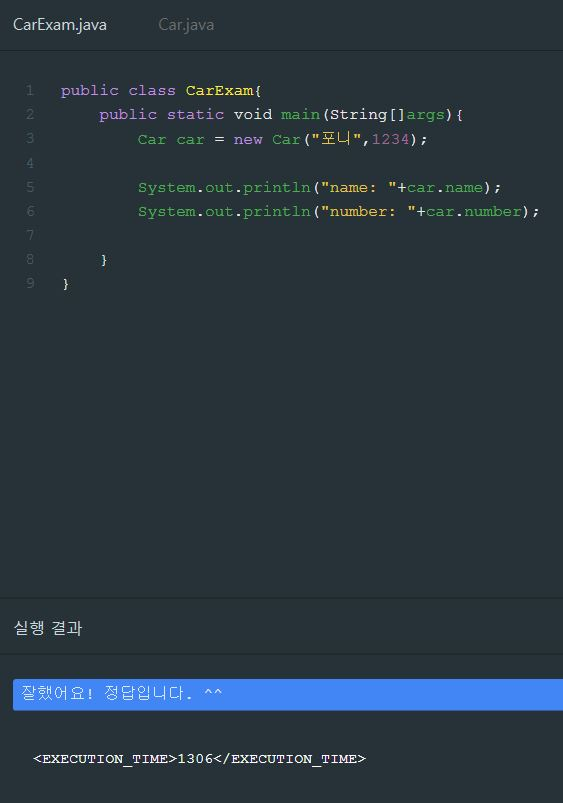 CarExam.java Car.java
1 public class CarExam{
2 public static void main(String[]args){
3 Car car = new Car("포니",1234);
4
5 System.out.println("name: "+car.name);
6 System.out.println("number: "+car.number);
7
8 }
9 }
실행 결과
잘했어요! 정답입니다. ^^
<EXECUTION_TIME>1306</EXECUTION_TIME>